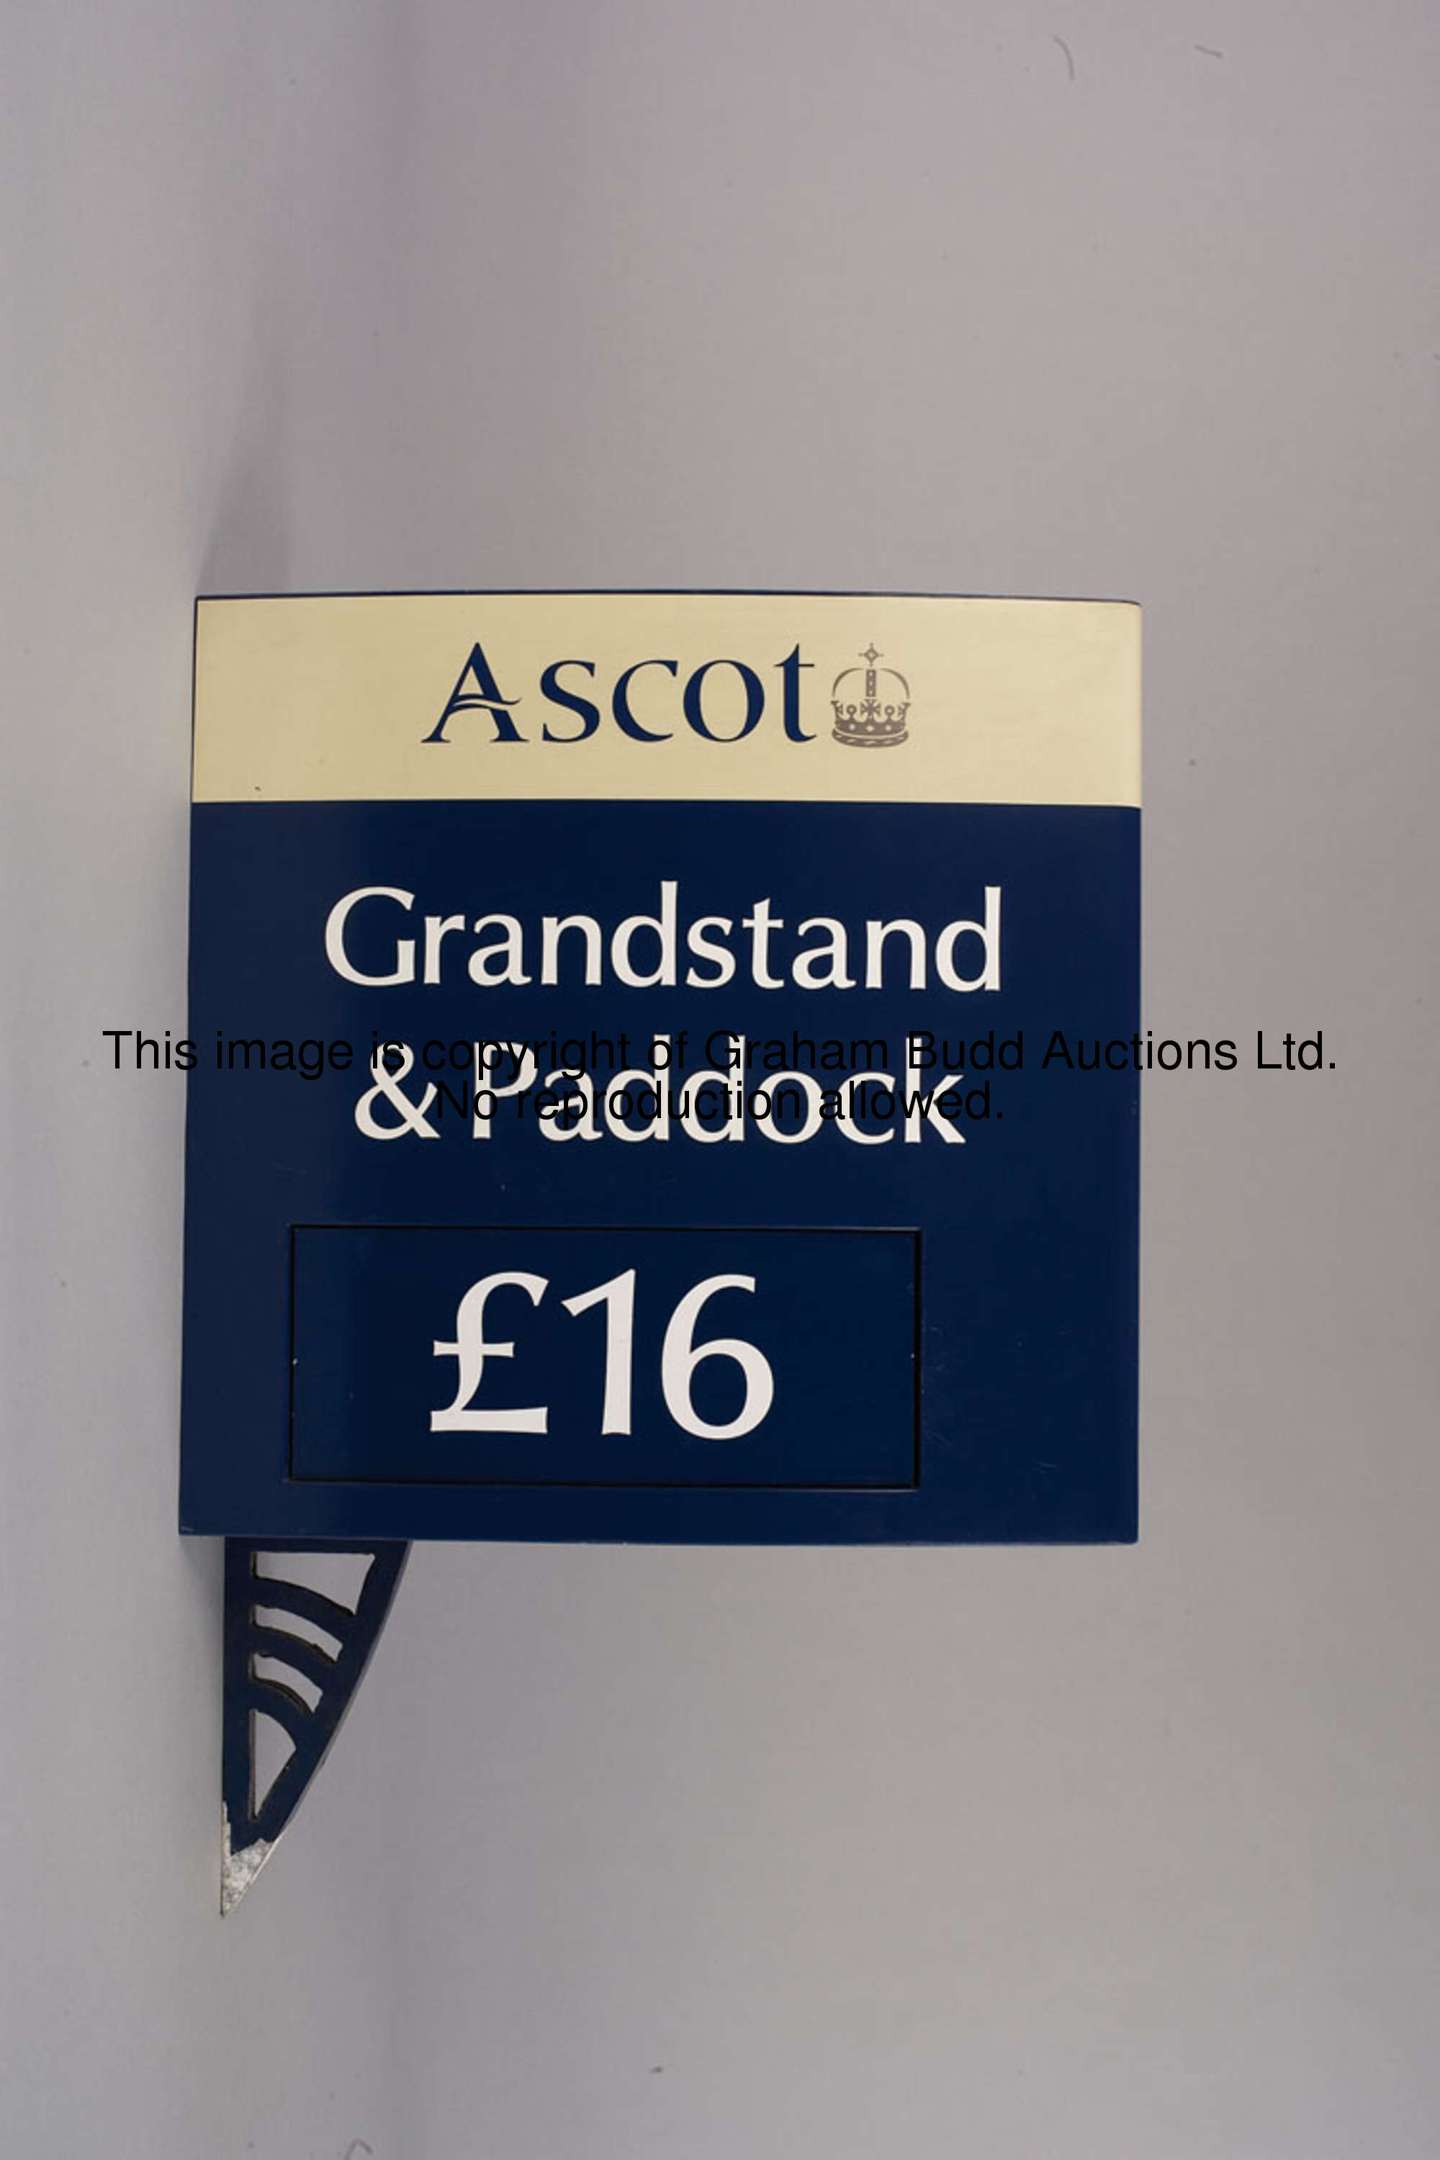 Ascot
Grandstand
& Paddock
This image is copyright of Graham Budd Auctions Ltd.
No reproduction allowed.
£16